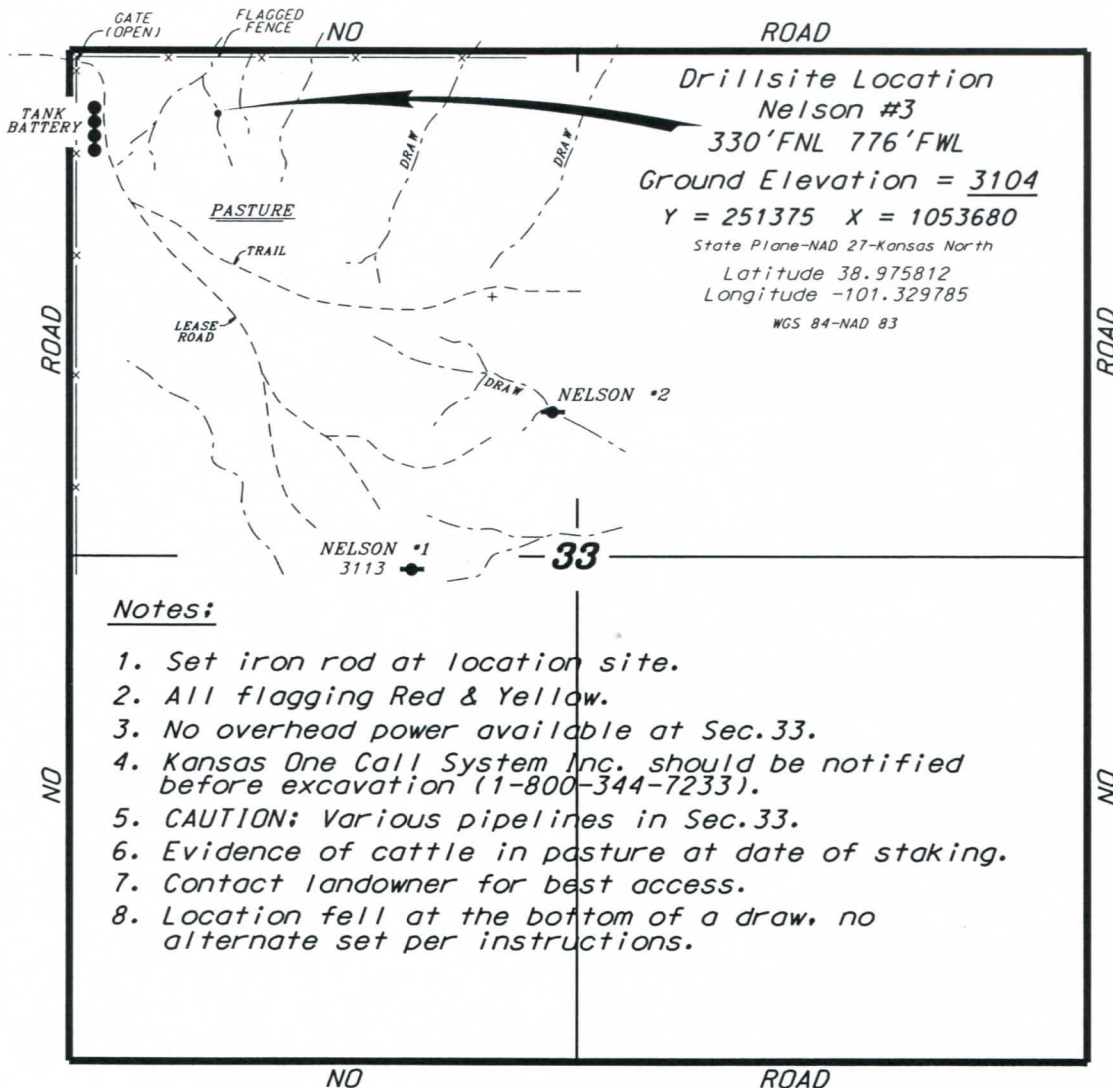 GATE
(OPEN)
FLAGGED
FENCE
NO
ROAD
TANK
BATTERY
Drillsite Location
Nelson #3
330'FNL 776'FWL
Ground Elevation = 3104
Y = 251375 X = 1053680
State Plane-NAD 27-Kansas North
Latitude 38.975812
Longitude -101.329785
WGS 84-NAD 83
DRAW
DRAW
PASTURE
TRAIL
LEASE
ROAD
ROAD
ROAD
DRAW
NELSON #2
NELSON #1
3113
33
Notes:
1. Set iron rod at location site.
2. All flagging Red & Yellow.
3. No overhead power available at Sec.33.
4. Kansas One Call System Inc. should be notified
before excavation (1-800-344-7233).
5. CAUTION: Various pipelines in Sec.33.
6. Evidence of cattle in pasture at date of staking.
7. Contact landowner for best access.
8. Location fell at the bottom of a draw, no
alternate set per instructions.
NO
NO
NO
ROAD